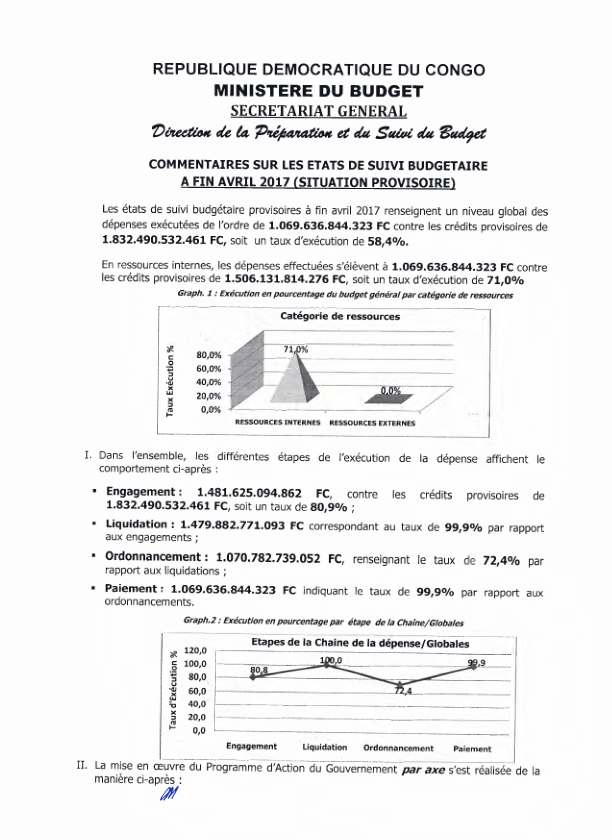 REPUBLIQUE DEMOCRATIQUE DU CONGO
MINISTERE DU BUDGET
SECRETARIAT GENERAL
Direction de la Préparation et du Suivi du Budget
COMMENTAIRES SUR LES ETATS DE SUIVI BUDGETAIRE
A FIN AVRIL 2017 (SITUATION PROVISOIRE)
Les états de suivi budgétaire provisoires à fin avril 2017 renseignent un niveau global des
dépenses exécutées de l'ordre de 1.069.636.844.323 FC contre les crédits provisoires de
1.832.490.532.461 FC, soit un taux d'exécution de 58,4%.
En ressources internes, les dépenses effectuées s'élèvent à 1.069.636.844.323 FC contre
les crédits provisoires de 1.506.131.814.276 FC, soit un taux d'exécution de 71,0%
Graph. 1 : Exécution en pourcentage du budget général par catégorie de ressources
Catégorie de ressources
Taux Exécution %
80,0%
60,0%
40,0%
20,0%
0,0%
71,0%
0,0%
RESSOURCES INTERNES RESSOURCES EXTERNES
I. Dans l'ensemble, les différentes étapes de l'exécution de la dépense affichent le
comportement ci-après :
▪ Engagement : 1.481.625.094.862 FC, contre les crédits provisoires de
1.832.490.532.461 FC, soit un taux de 80,9% ;
▪ Liquidation : 1.479.882.771.093 FC correspondant au taux de 99,9% par rapport
aux engagements ;
▪ Ordonnancement : 1.070.782.739.052 FC, renseignant le taux de 72,4% par
rapport aux liquidations ;
▪ Paiement : 1.069.636.844.323 FC indiquant le taux de 99,9% par rapport aux
ordonnancements.
Graph.2 : Exécution en pourcentage par étape de la Chaîne/Globales
Etapes de la Chaine de la dépense/Globales
Taux d'Exécution %
120,0
100,0
80,0
60,0
40,0
20,0
0,0
80,8
100,0
72,4
99,9
Engagement Liquidation Ordonnancement Paiement
II. La mise en œuvre du Programme d'Action du Gouvernement par axe s'est réalisée de la
manière ci-après :